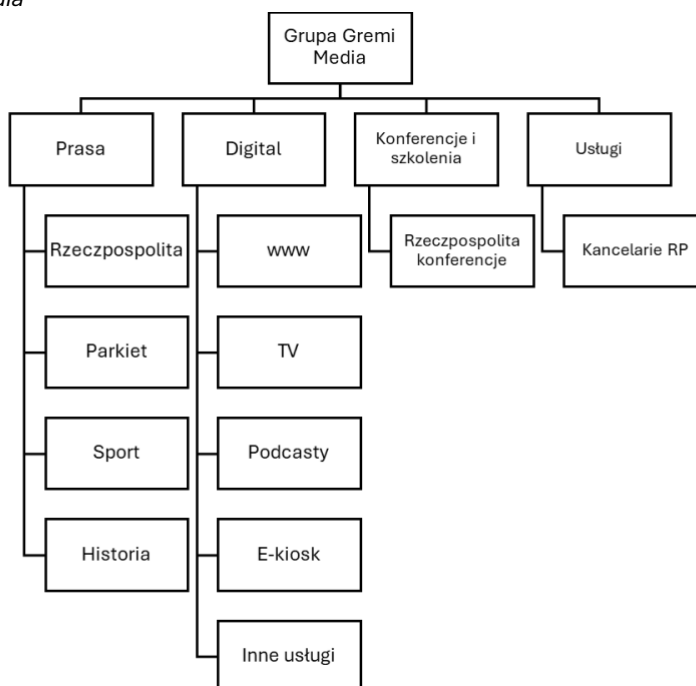 Grupa Gremi
Media
Prasa
Digital
Konferencje i
szkolenia
Usługi
Rzeczpospolita
www
Rzeczpospolita
konferencje
Kancelarie RP
Parkiet
TV
Sport
Podcasty
Historia
E-kiosk
Inne usługi